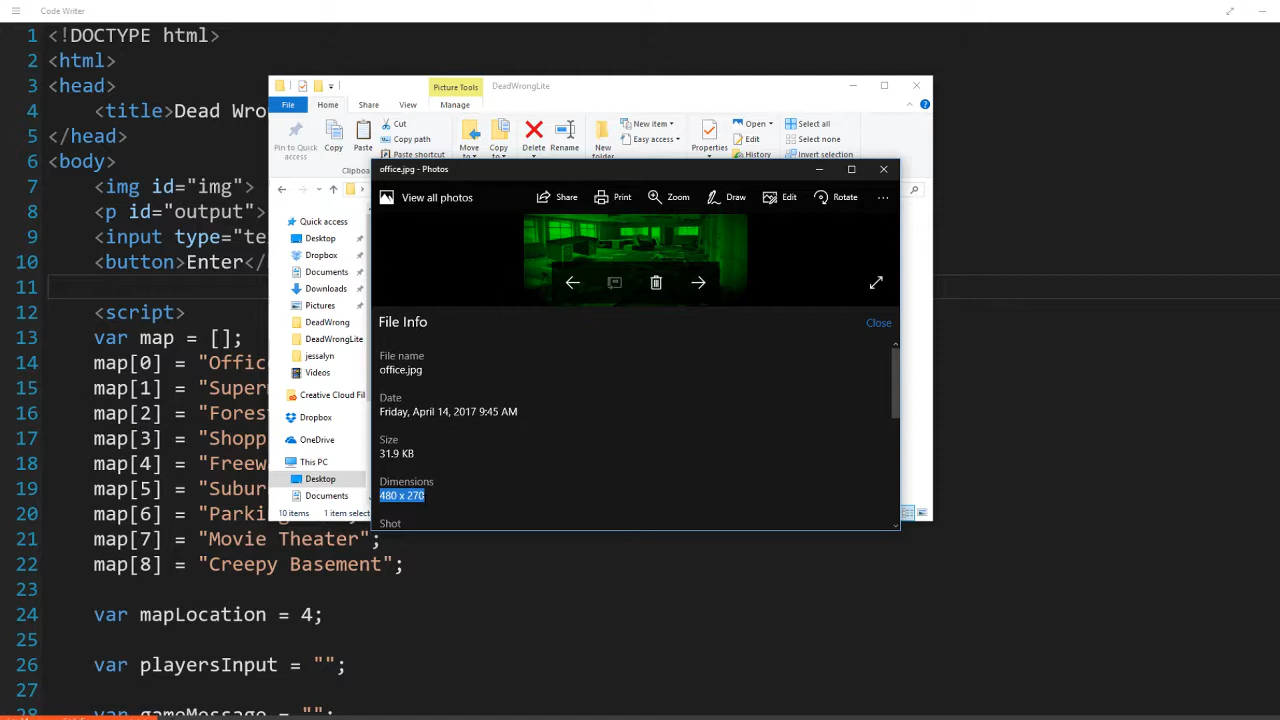 Code Writer
1 <!DOCTYPE html>
2 <html>
3 <head>
4 <title>Dead Wro
5 </head>
6 <body>
7 <img id="img">
8 <p id="output">
9 <input type="te
10 <button>Enter</
11
12 <script>
13 var map = [];
14 map[0] = "Offic
15 map[1] = "Super
16 map[2] = "Fores
17 map[3] = "Shopp
18 map[4] = "Freew
19 map[5] = "Subur
20 map[6] = "Parki
21 map[7] = "Movie Theater";
22 map[8] = "Creepy Basement";
23
24 var mapLocation = 4;
25
26 var playersInput = "";
27
28 var gameMessage = "";
Picture Tools
DeadWrongLite
File Home Share View Manage
Pin to Quick access
Copy
Paste
Cut
Copy path
Paste shortcut
Move to
Copy to
Delete
Rename
New folder
New item
Easy access
Properties
Open
Edit
History
Select all
Select none
Invert selection
Quick access
Desktop
Dropbox
Documents
Downloads
Pictures
DeadWrong
DeadWrongLite
jessalyn
Videos
Creative Cloud Fil
Dropbox
OneDrive
This PC
Desktop
Documents
10 items 1 item select
office.jpg - Photos
View all photos
Share Print Zoom Draw Edit Rotate
File Info
Close
File name
office.jpg
Date
Friday, April 14, 2017 9:45 AM
Size
31.9 KB
Dimensions
480 x 270
Shot